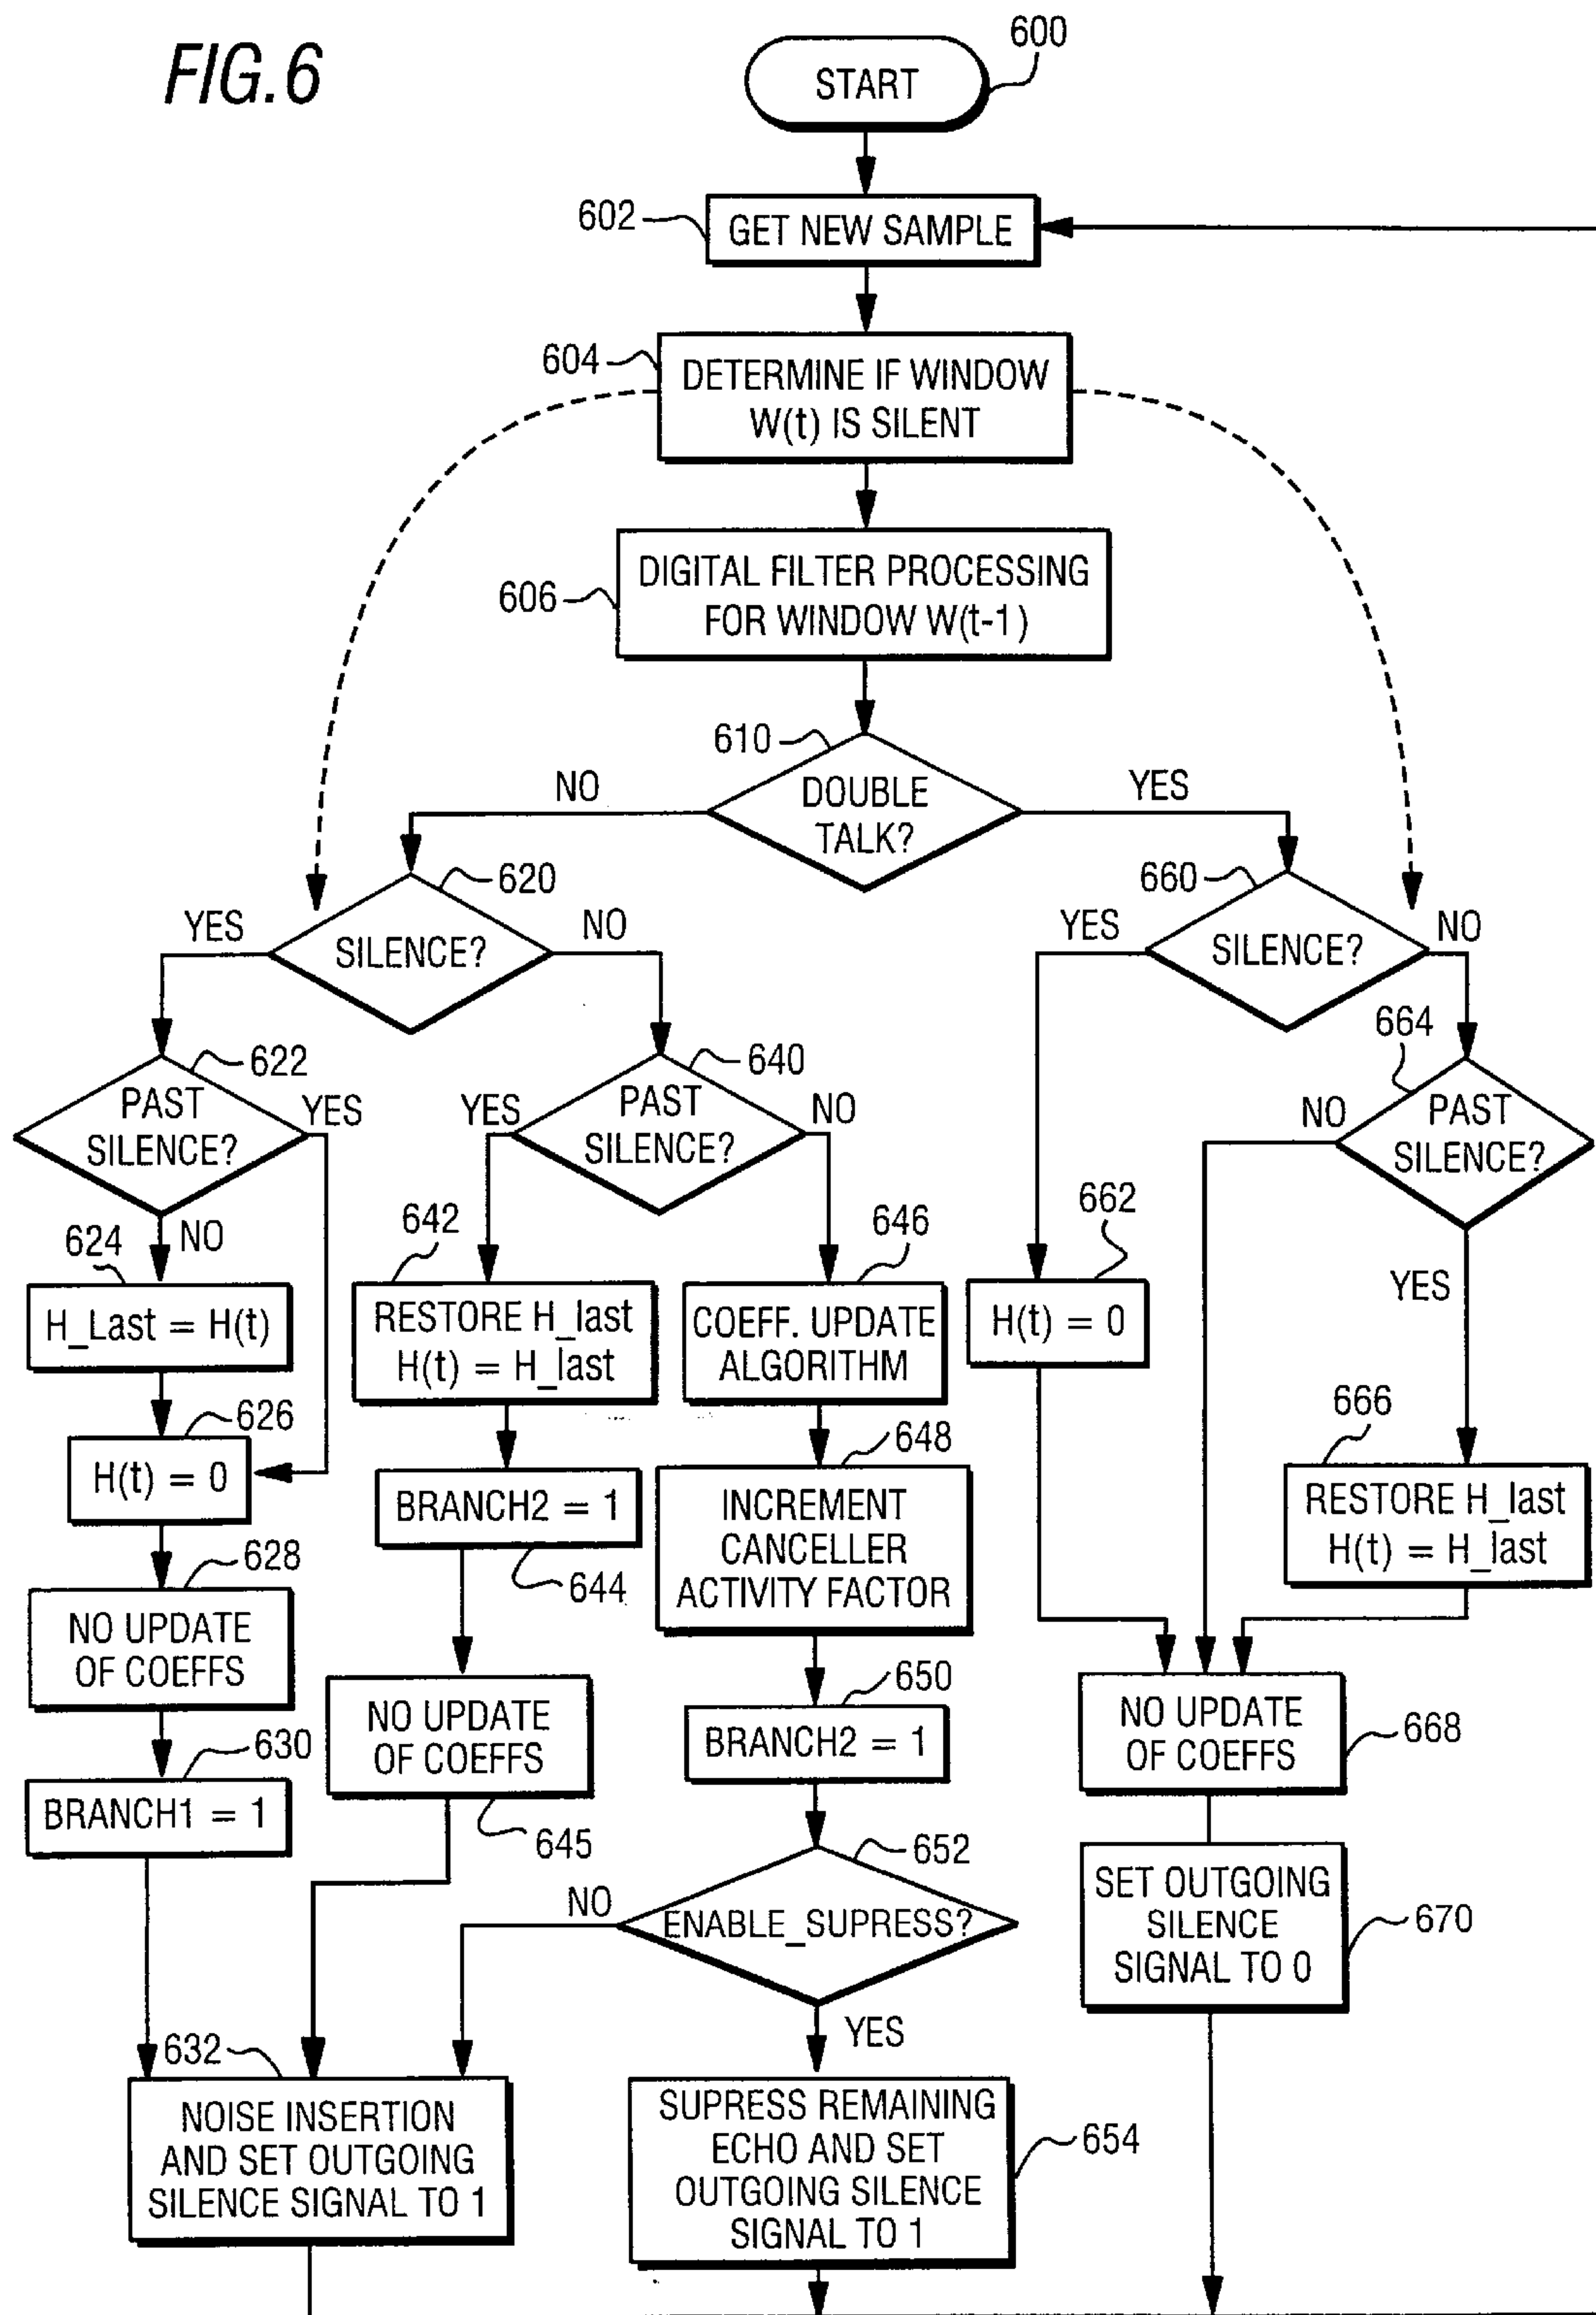 FIG.6
600
START
602
GET NEW SAMPLE
604
DETERMINE IF WINDOW
W(t) IS SILENT
606
DIGITAL FILTER PROCESSING
FOR WINDOW W(t-1)
610
DOUBLE
TALK?
NO
YES
620
SILENCE?
YES
NO
660
SILENCE?
YES
NO
622
PAST
SILENCE?
YES
NO
640
PAST
SILENCE?
YES
NO
664
PAST
SILENCE?
NO
YES
624
H_Last = H(t)
642
RESTORE H_last
H(t) = H_last
646
COEFF. UPDATE
ALGORITHM
662
H(t) = 0
626
H(t) = 0
BRANCH2 = 1
644
648
INCREMENT
CANCELLER
ACTIVITY FACTOR
666
RESTORE H_last
H(t) = H_last
628
NO UPDATE
OF COEFFS
NO UPDATE
OF COEFFS
645
650
BRANCH2 = 1
NO UPDATE
OF COEFFS
668
630
BRANCH1 = 1
652
ENABLE_SUPRESS?
NO
YES
SET OUTGOING
SILENCE
SIGNAL TO 0
670
632
NOISE INSERTION
AND SET OUTGOING
SILENCE SIGNAL TO 1
SUPRESS REMAINING
ECHO AND SET
OUTGOING SILENCE
SIGNAL TO 1
654